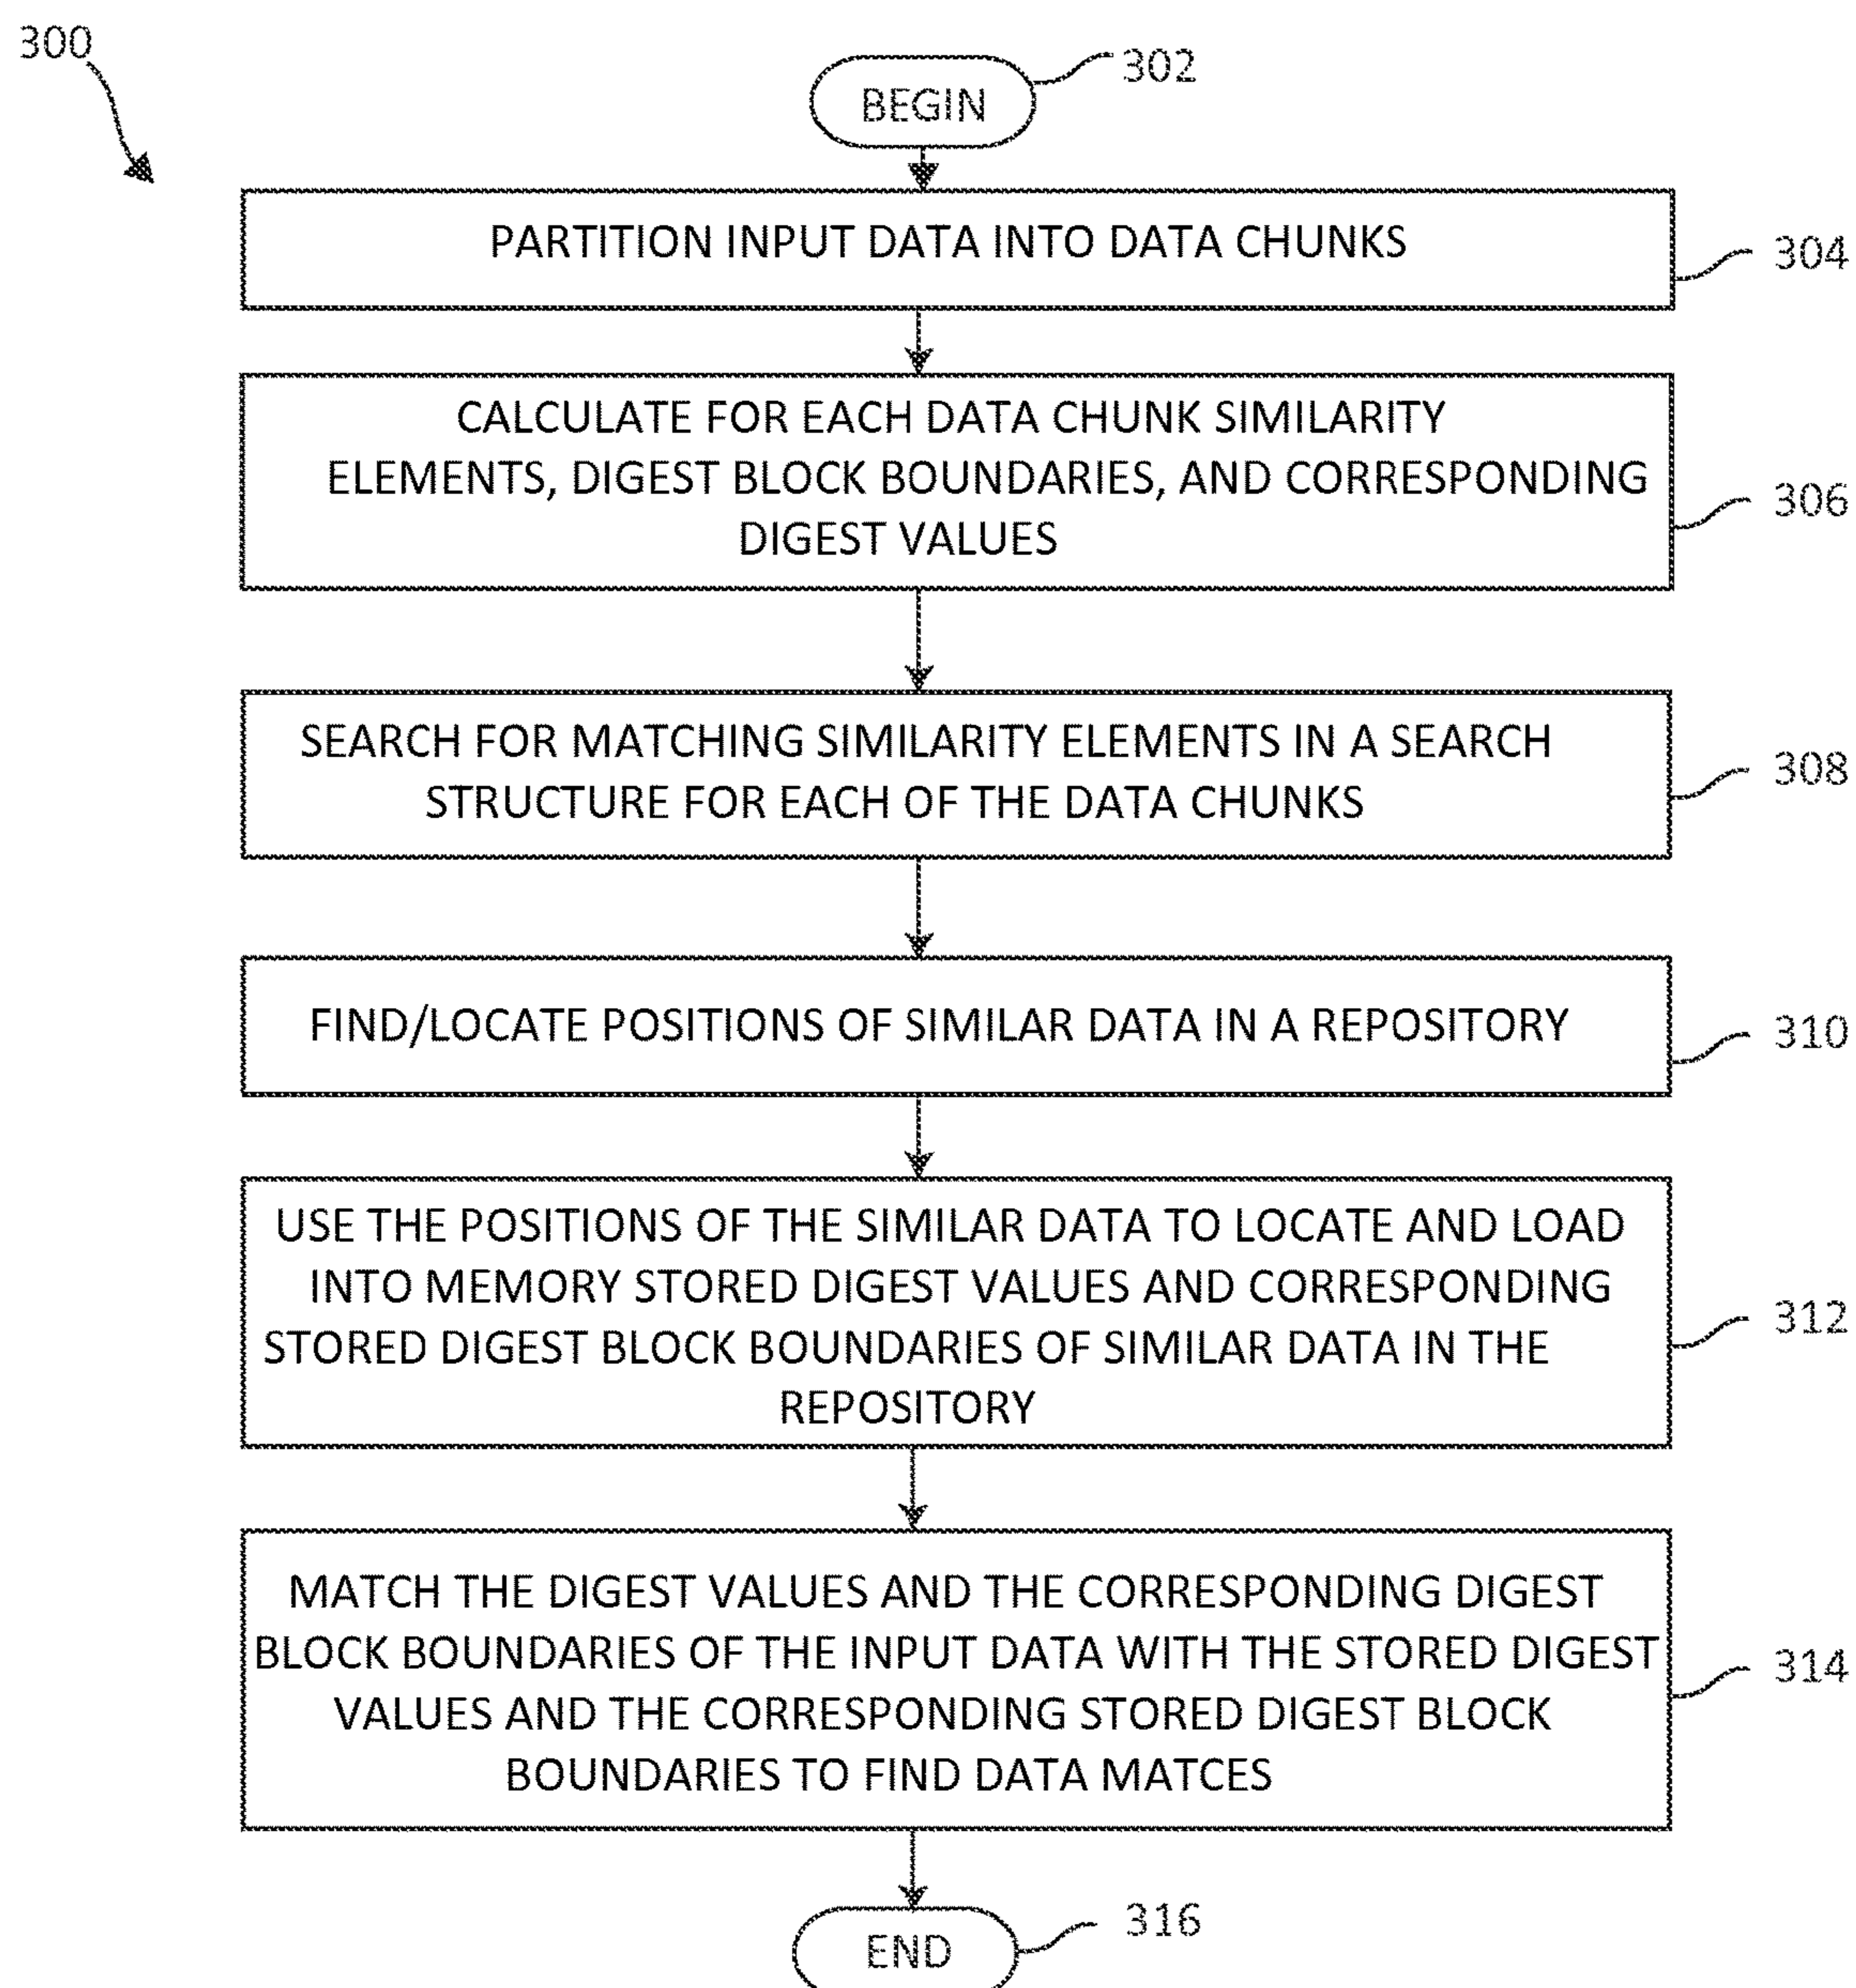 300
BEGIN
302
PARTITION INPUT DATA INTO DATA CHUNKS
304
CALCULATE FOR EACH DATA CHUNK SIMILARITY
ELEMENTS, DIGEST BLOCK BOUNDARIES, AND CORRESPONDING
DIGEST VALUES
306
SEARCH FOR MATCHING SIMILARITY ELEMENTS IN A SEARCH
STRUCTURE FOR EACH OF THE DATA CHUNKS
308
FIND/LOCATE POSITIONS OF SIMILAR DATA IN A REPOSITORY
310
USE THE POSITIONS OF THE SIMILAR DATA TO LOCATE AND LOAD
INTO MEMORY STORED DIGEST VALUES AND CORRESPONDING
STORED DIGEST BLOCK BOUNDARIES OF SIMILAR DATA IN THE
REPOSITORY
312
MATCH THE DIGEST VALUES AND THE CORRESPONDING DIGEST
BLOCK BOUNDARIES OF THE INPUT DATA WITH THE STORED DIGEST
VALUES AND THE CORRESPONDING STORED DIGEST BLOCK
BOUNDARIES TO FIND DATA MATCES
314
END
316